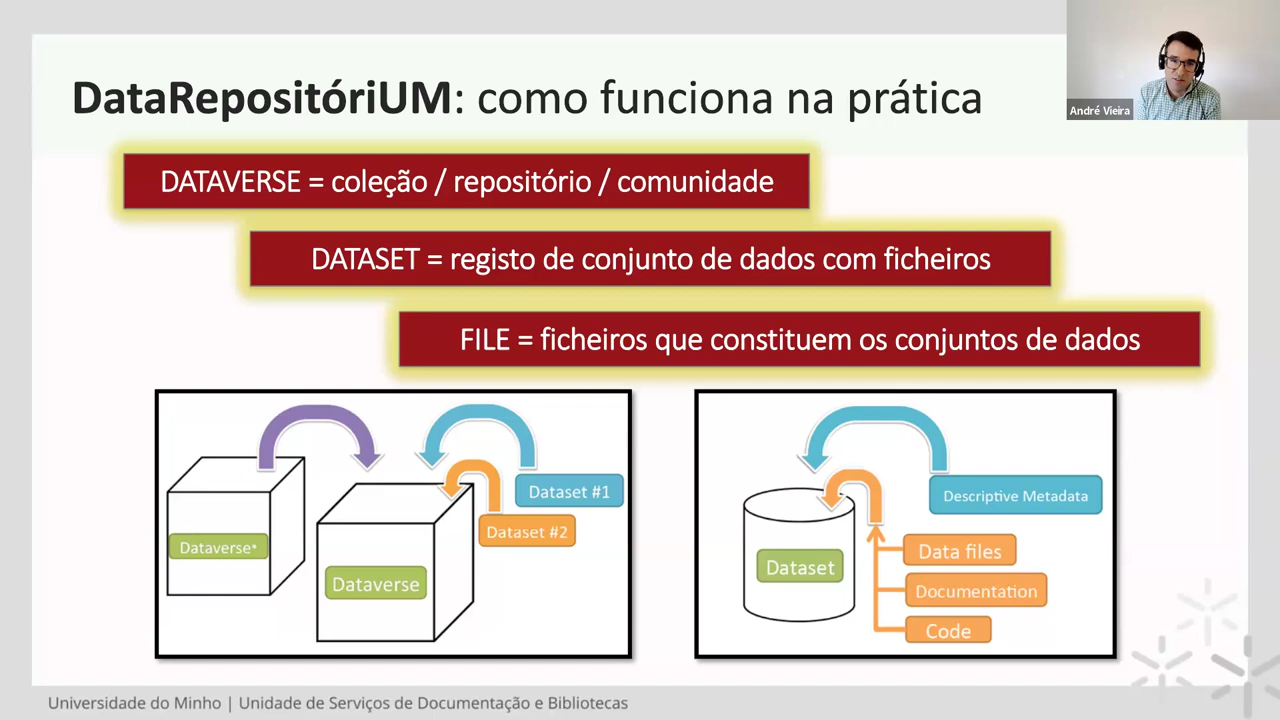 DataRepositóriUM: como funciona na prática
André Vieira
DATAVERSE = coleção / repositório / comunidade
DATASET = registo de conjunto de dados com ficheiros
FILE = ficheiros que constituem os conjuntos de dados
Dataverse*
Dataverse
Dataset #1
Dataset #2
Dataset
Descriptive Metadata
Data files
Documentation
Code
Universidade do Minho | Unidade de Serviços de Documentação e Bibliotecas